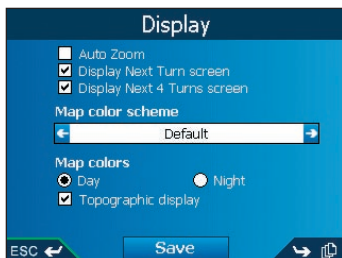 Display
Auto Zoom
Display Next Turn screen
Display Next 4 Turns screen
Map color scheme
Default
Map colors
Day Night
Topographic display
ESC Save